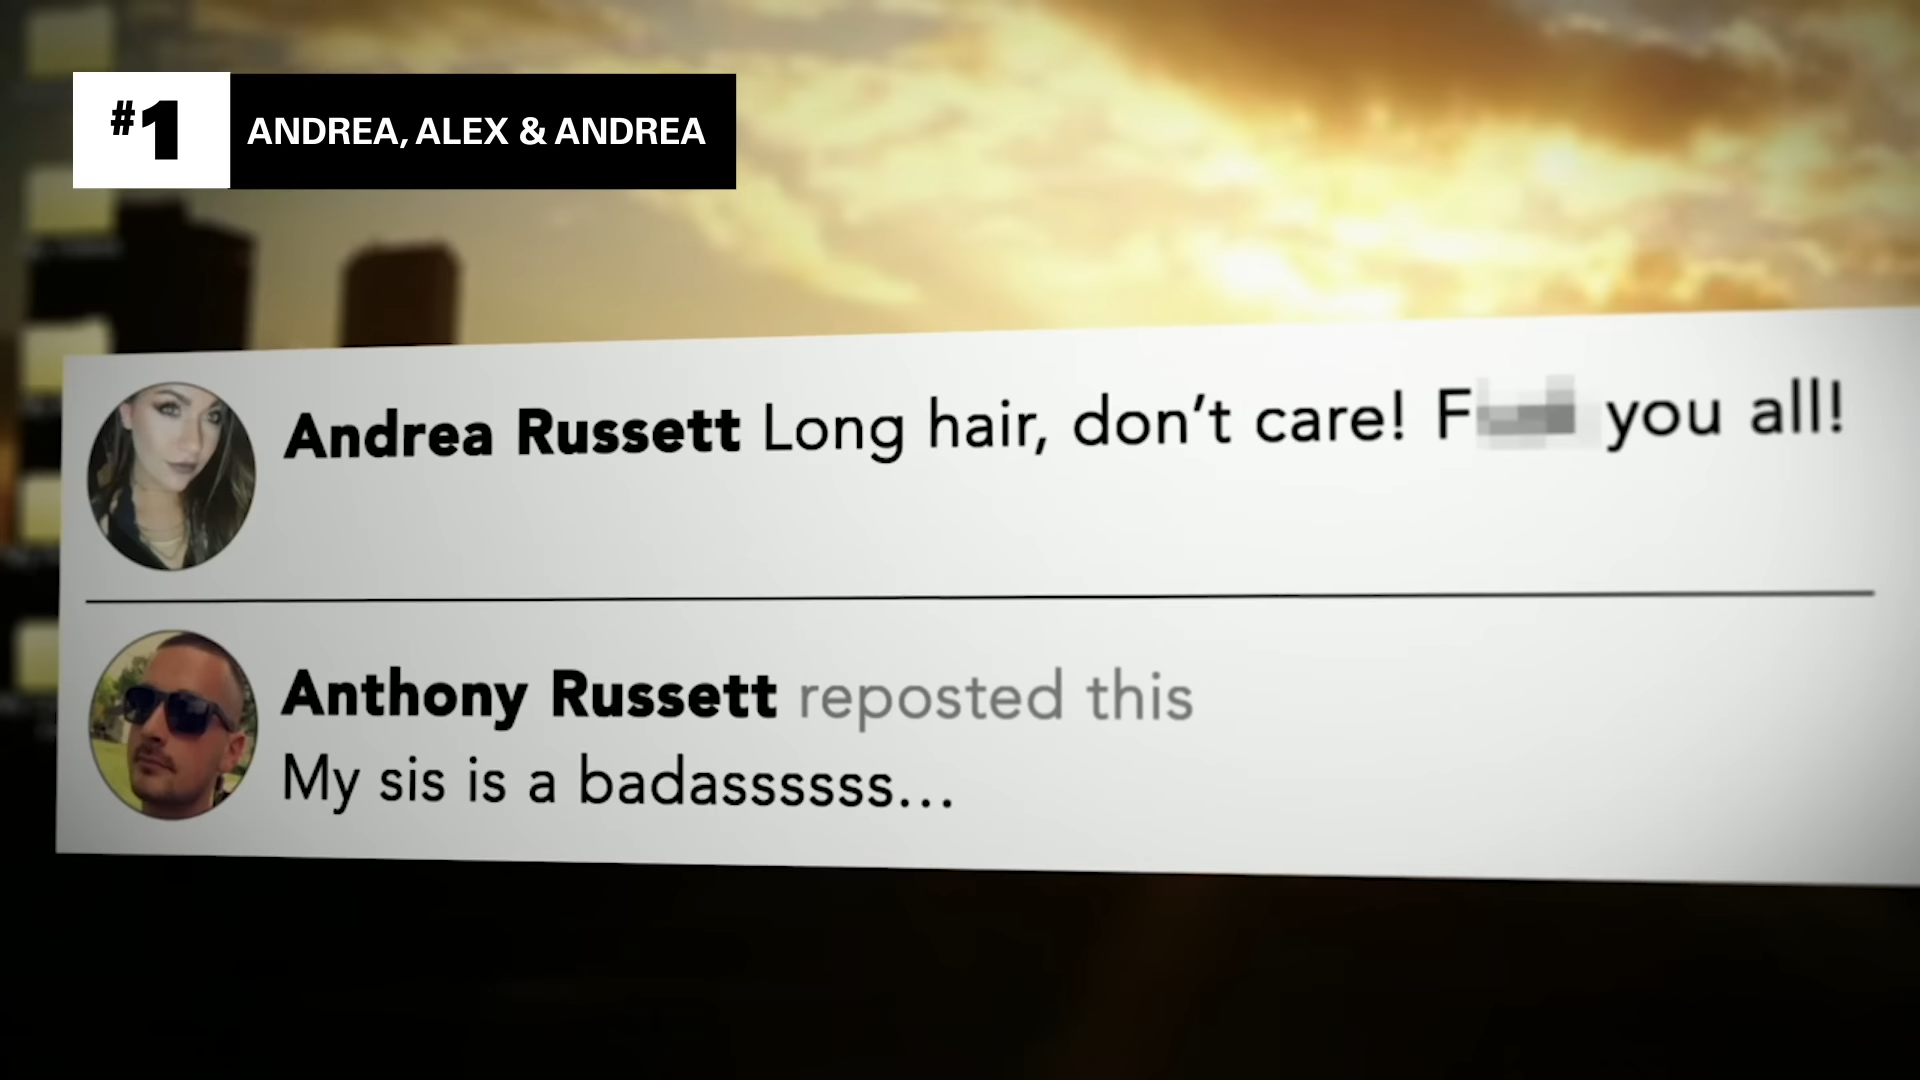 #1 ANDREA, ALEX & ANDREA
Andrea Russett Long hair, don't care! F you all!
Anthony Russett reposted this
My sis is a badassssss...